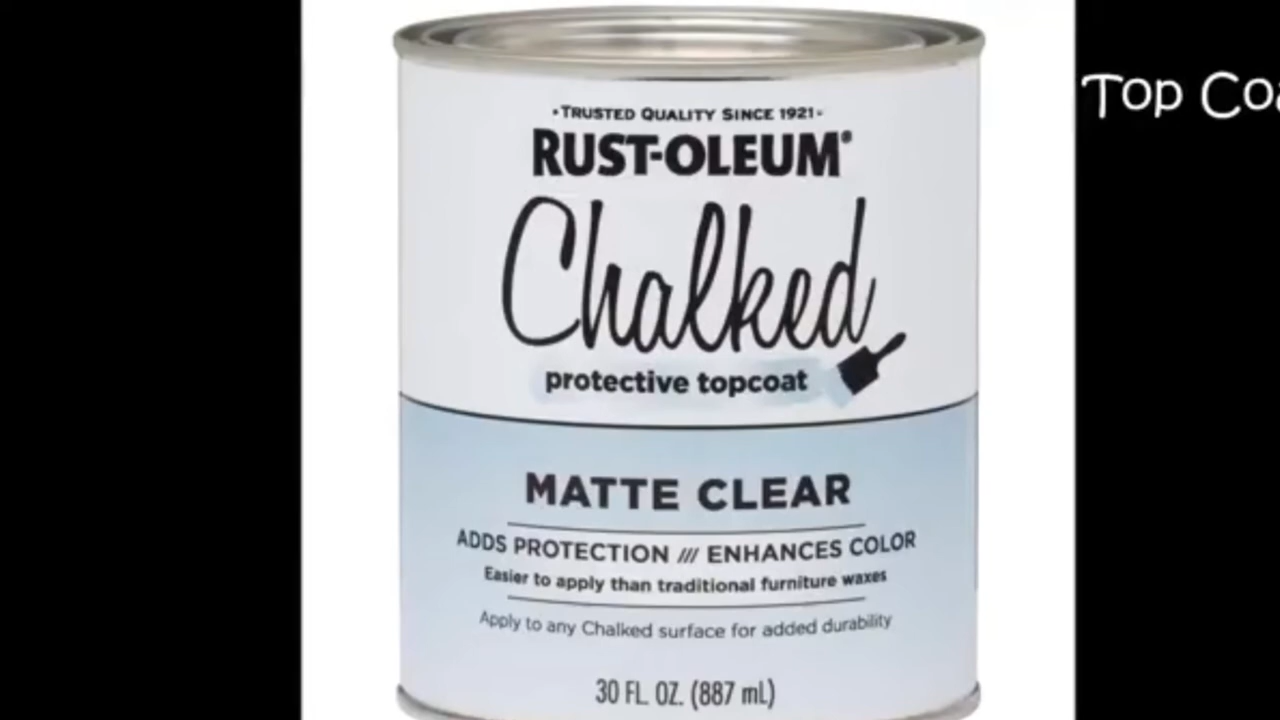 •TRUSTED QUALITY SINCE 1921•
RUST-OLEUM®
Chalked
protective topcoat
MATTE CLEAR
ADDS PROTECTION /// ENHANCES COLOR
Easier to apply than traditional furniture waxes
Apply to any Chalked surface for added durability
30 FL. OZ. (887 mL)
Top Coa